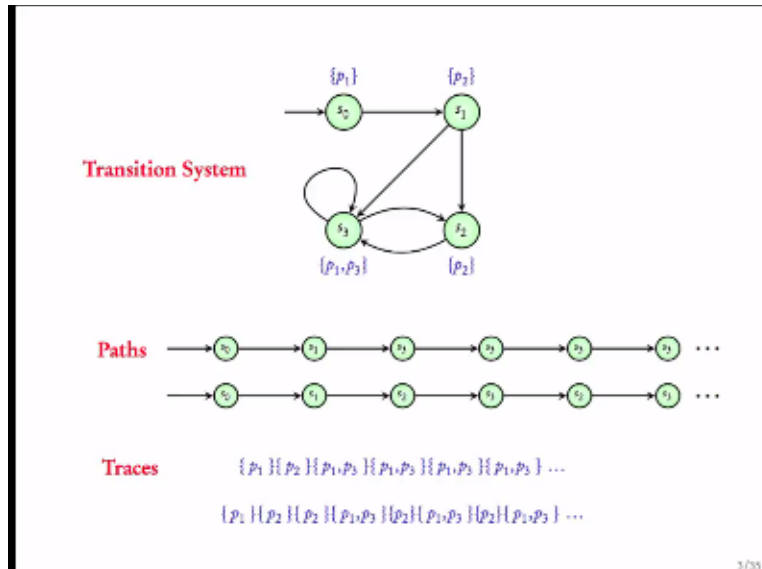 {p₁} {p₂}
s₀ s₁
Transition System
s₃ s₂
{p₁,p₃} {p₂}
Paths s₀ s₁ s₃ s₃ s₃ s₃ ...
s₀ s₁ s₂ s₃ s₂ s₃ ...
Traces {p₁}{p₂}{p₁,p₃}{p₁,p₃}{p₁,p₃}{p₁,p₃} ...
{p₁}{p₂}{p₂}{p₁,p₃}{p₂}{p₁,p₃}{p₂}{p₁,p₃} ...